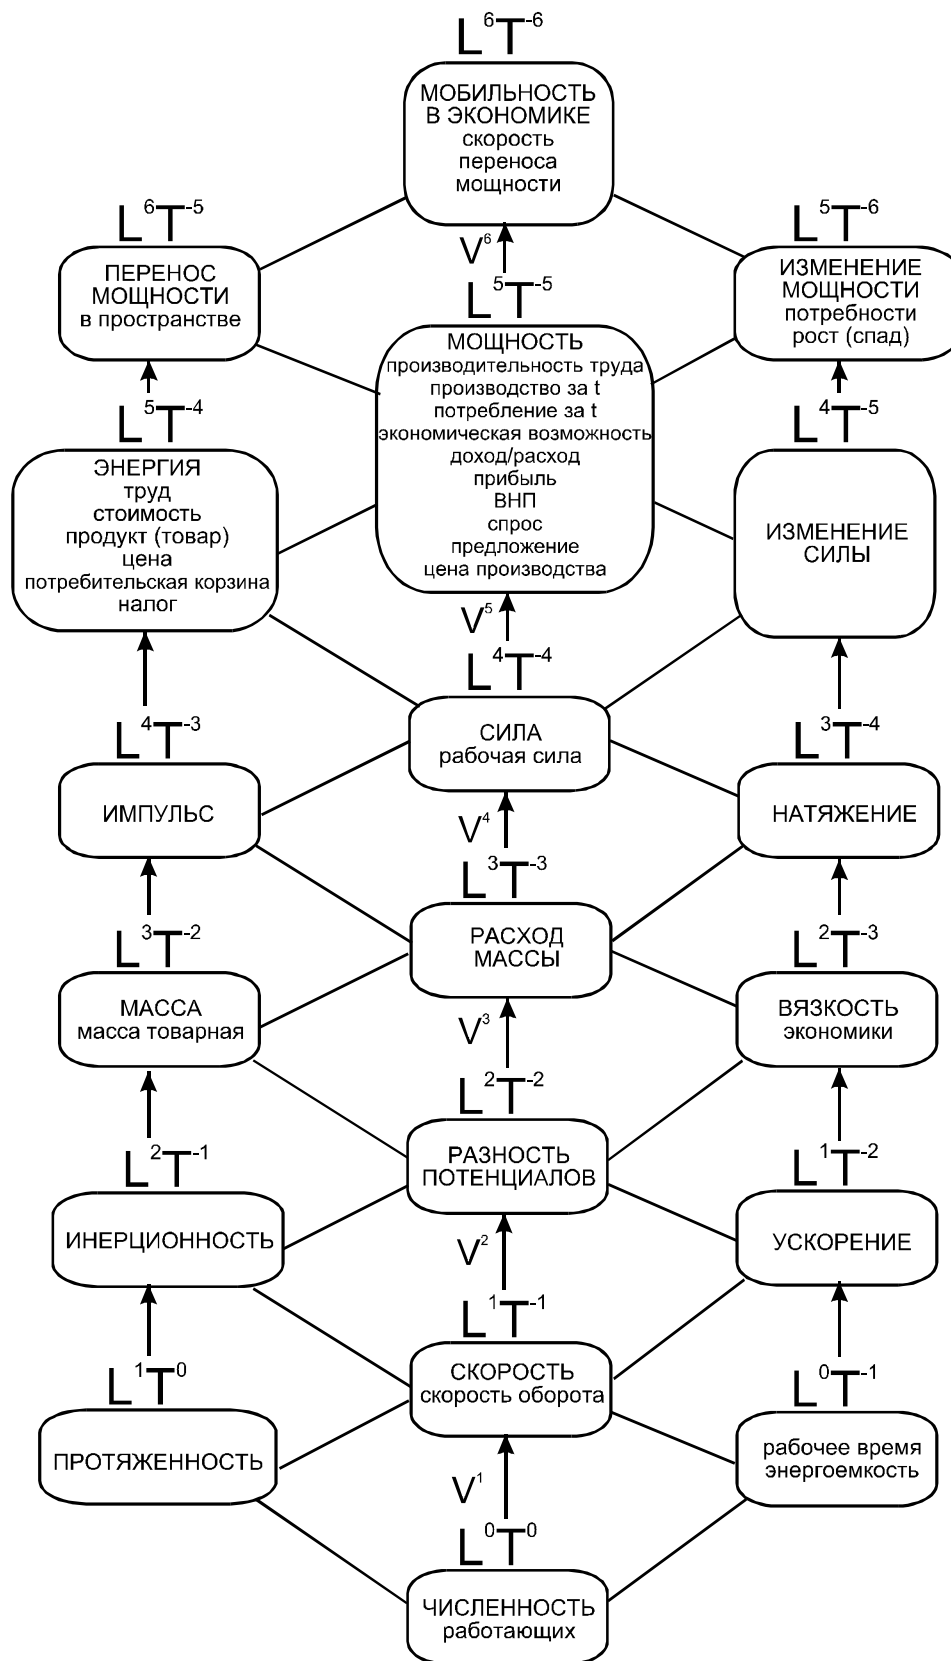 L⁶T⁻⁶
МОБИЛЬНОСТЬ
В ЭКОНОМИКЕ
скорость
переноса
мощности
L⁶T⁻⁵
ПЕРЕНОС
МОЩНОСТИ
в пространстве
V⁶
L⁵T⁻⁶
ИЗМЕНЕНИЕ
МОЩНОСТИ
потребности
рост (спад)
L⁵T⁻⁵
МОЩНОСТЬ
производительность труда
производство за t
потребление за t
экономическая возможность
доход/расход
прибыль
ВНП
спрос
предложение
цена производства
L⁵T⁻⁴
ЭНЕРГИЯ
труд
стоимость
продукт (товар)
цена
потребительская корзина
налог
L⁴T⁻⁵
ИЗМЕНЕНИЕ
СИЛЫ
V⁵
L⁴T⁻⁴
СИЛА
рабочая сила
L⁴T⁻³
ИМПУЛЬС
L³T⁻⁴
НАТЯЖЕНИЕ
V⁴
L³T⁻³
РАСХОД
МАССЫ
L³T⁻²
МАССА
масса товарная
L²T⁻³
ВЯЗКОСТЬ
экономики
V³
L²T⁻²
РАЗНОСТЬ
ПОТЕНЦИАЛОВ
L²T⁻¹
ИНЕРЦИОННОСТЬ
L¹T⁻²
УСКОРЕНИЕ
V²
L¹T⁻¹
СКОРОСТЬ
скорость оборота
L¹T⁰
ПРОТЯЖЕННОСТЬ
L⁰T⁻¹
рабочее время
энергоемкость
V¹
L⁰T⁰
ЧИСЛЕННОСТЬ
работающих